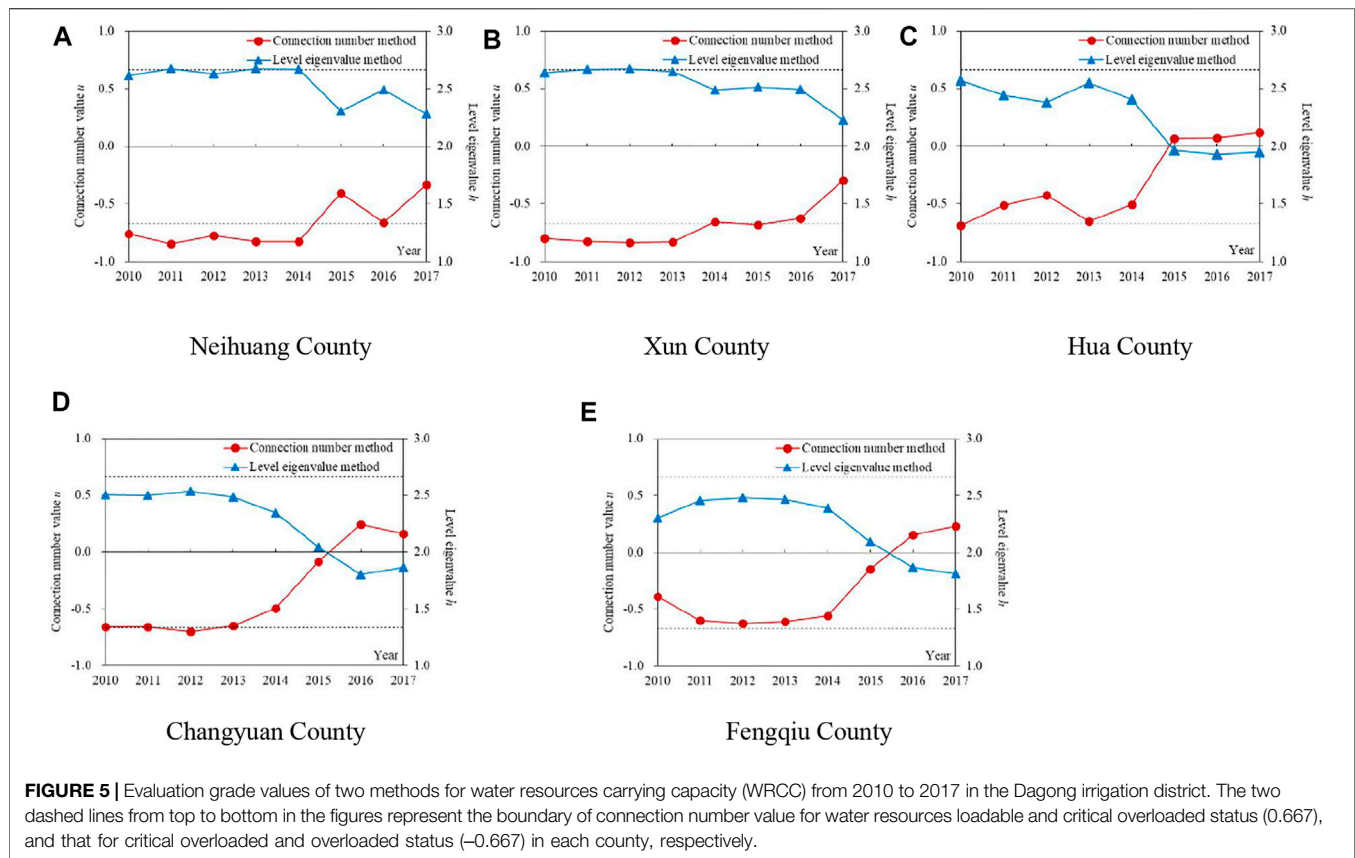 A
Connection number method
Level eigenvalue method
Connection number value u
Level eigenvalue h
1.0
0.5
0.0
-0.5
-1.0
3.0
2.5
2.0
1.5
1.0
Year
2010 2011 2012 2013 2014 2015 2016 2017
Neihuang County
B
Connection number method
Level eigenvalue method
Connection number value u
Level eigenvalue h
1.0
0.5
0.0
-0.5
-1.0
3.0
2.5
2.0
1.5
1.0
Year
2010 2011 2012 2013 2014 2015 2016 2017
Xun County
C
Connection number method
Level eigenvalue method
Connection number value u
Level eigenvalue h
1.0
0.5
0.0
-0.5
-1.0
3.0
2.5
2.0
1.5
1.0
Year
2010 2011 2012 2013 2014 2015 2016 2017
Hua County
D
Connection number method
Level eigenvalue method
Connection number value u
Level eigenvalue h
1.0
0.5
0.0
-0.5
-1.0
3.0
2.5
2.0
1.5
1.0
Year
2010 2011 2012 2013 2014 2015 2016 2017
Changyuan County
E
Connection number method
Level eigenvalue method
Connection number value u
Level eigenvalue h
1.0
0.5
0.0
-0.5
-1.0
3.0
2.5
2.0
1.5
1.0
Year
2010 2011 2012 2013 2014 2015 2016 2017
Fengqiu County
FIGURE 5 | Evaluation grade values of two methods for water resources carrying capacity (WRCC) from 2010 to 2017 in the Dagong irrigation district. The two
dashed lines from top to bottom in the figures represent the boundary of connection number value for water resources loadable and critical overloaded status (0.667),
and that for critical overloaded and overloaded status (–0.667) in each county, respectively.